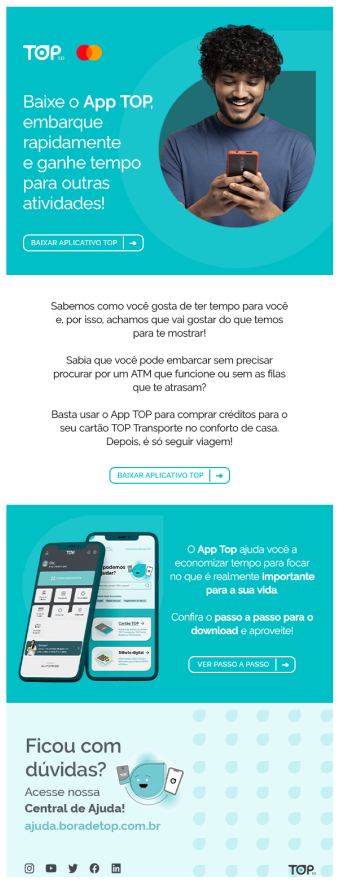 TOP
Baixe o App TOP,
embarque
rapidamente
e ganhe tempo
para outras
atividades!
BAIXAR APLICATIVO TOP
Sabemos como você gosta de ter tempo para você
e, por isso, achamos que vai gostar do que temos
para te mostrar!
Sabia que você pode embarcar sem precisar
procurar por um ATM que funcione ou sem as filas
que te atrasam?
Basta usar o App TOP para comprar créditos para o
seu cartão TOP Transporte no conforto de casa.
Depois, é só seguir viagem!
BAIXAR APLICATIVO TOP
TOP
Cartão TOP
Bilhete digital
O App Top ajuda você a
economizar tempo para focar
no que é realmente importante
para a sua vida.
Confira o passo a passo para o
download e aproveite!
VER PASSO A PASSO
Ficou com
dúvidas?
Acesse nossa
Central de Ajuda!
ajuda.boradetop.com.br
TOP